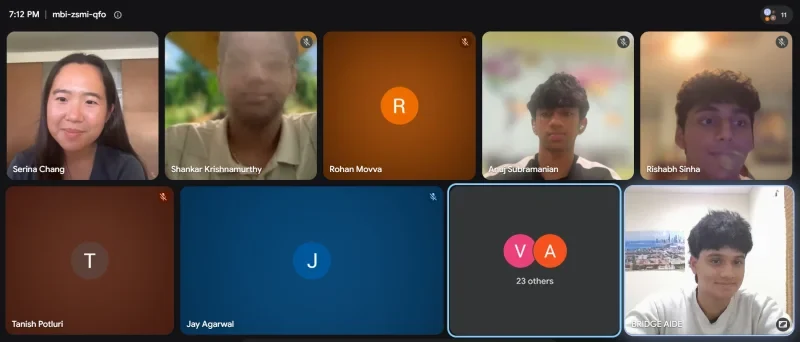 7:12 PM | mbi-zsmi-qfo
11
Serina Chang
Shankar Krishnamurthy
R
Rohan Movva
Subramanian
Rishabh Sinha
T
Tanish Potluri
J
Jay Agarwal
V A
23 others
BRIDGE AIDE